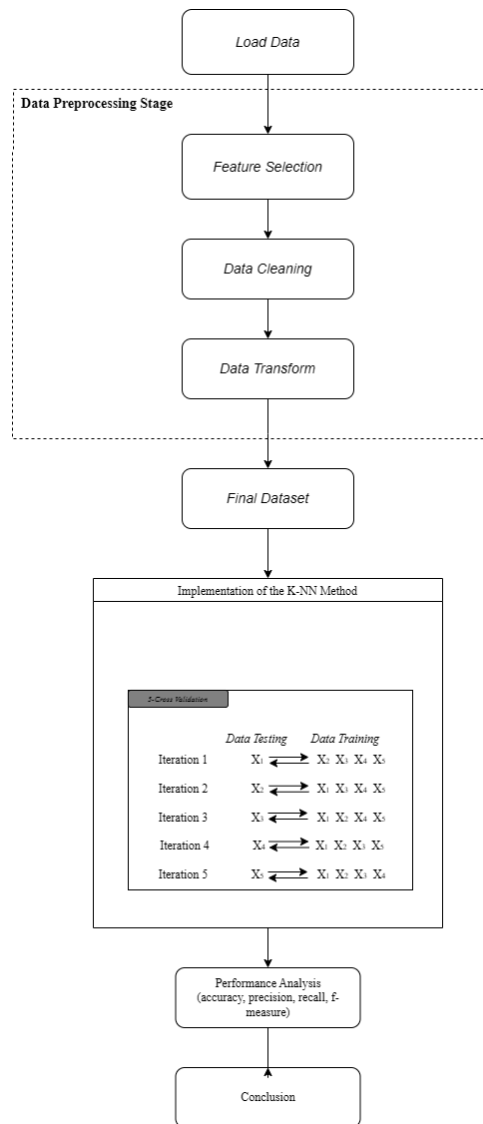 Load Data
Data Preprocessing Stage
Feature Selection
Data Cleaning
Data Transform
Final Dataset
Implementation of the K-NN Method
5-Cross Validation
Data Testing Data Training
Iteration 1 X₁ X₂ X₃ X₄ X₅
Iteration 2 X₂ X₁ X₃ X₄ X₅
Iteration 3 X₃ X₁ X₂ X₄ X₅
Iteration 4 X₄ X₁ X₂ X₃ X₅
Iteration 5 X₅ X₁ X₂ X₃ X₄
Performance Analysis
(accuracy, precision, recall, f-
measure)
Conclusion